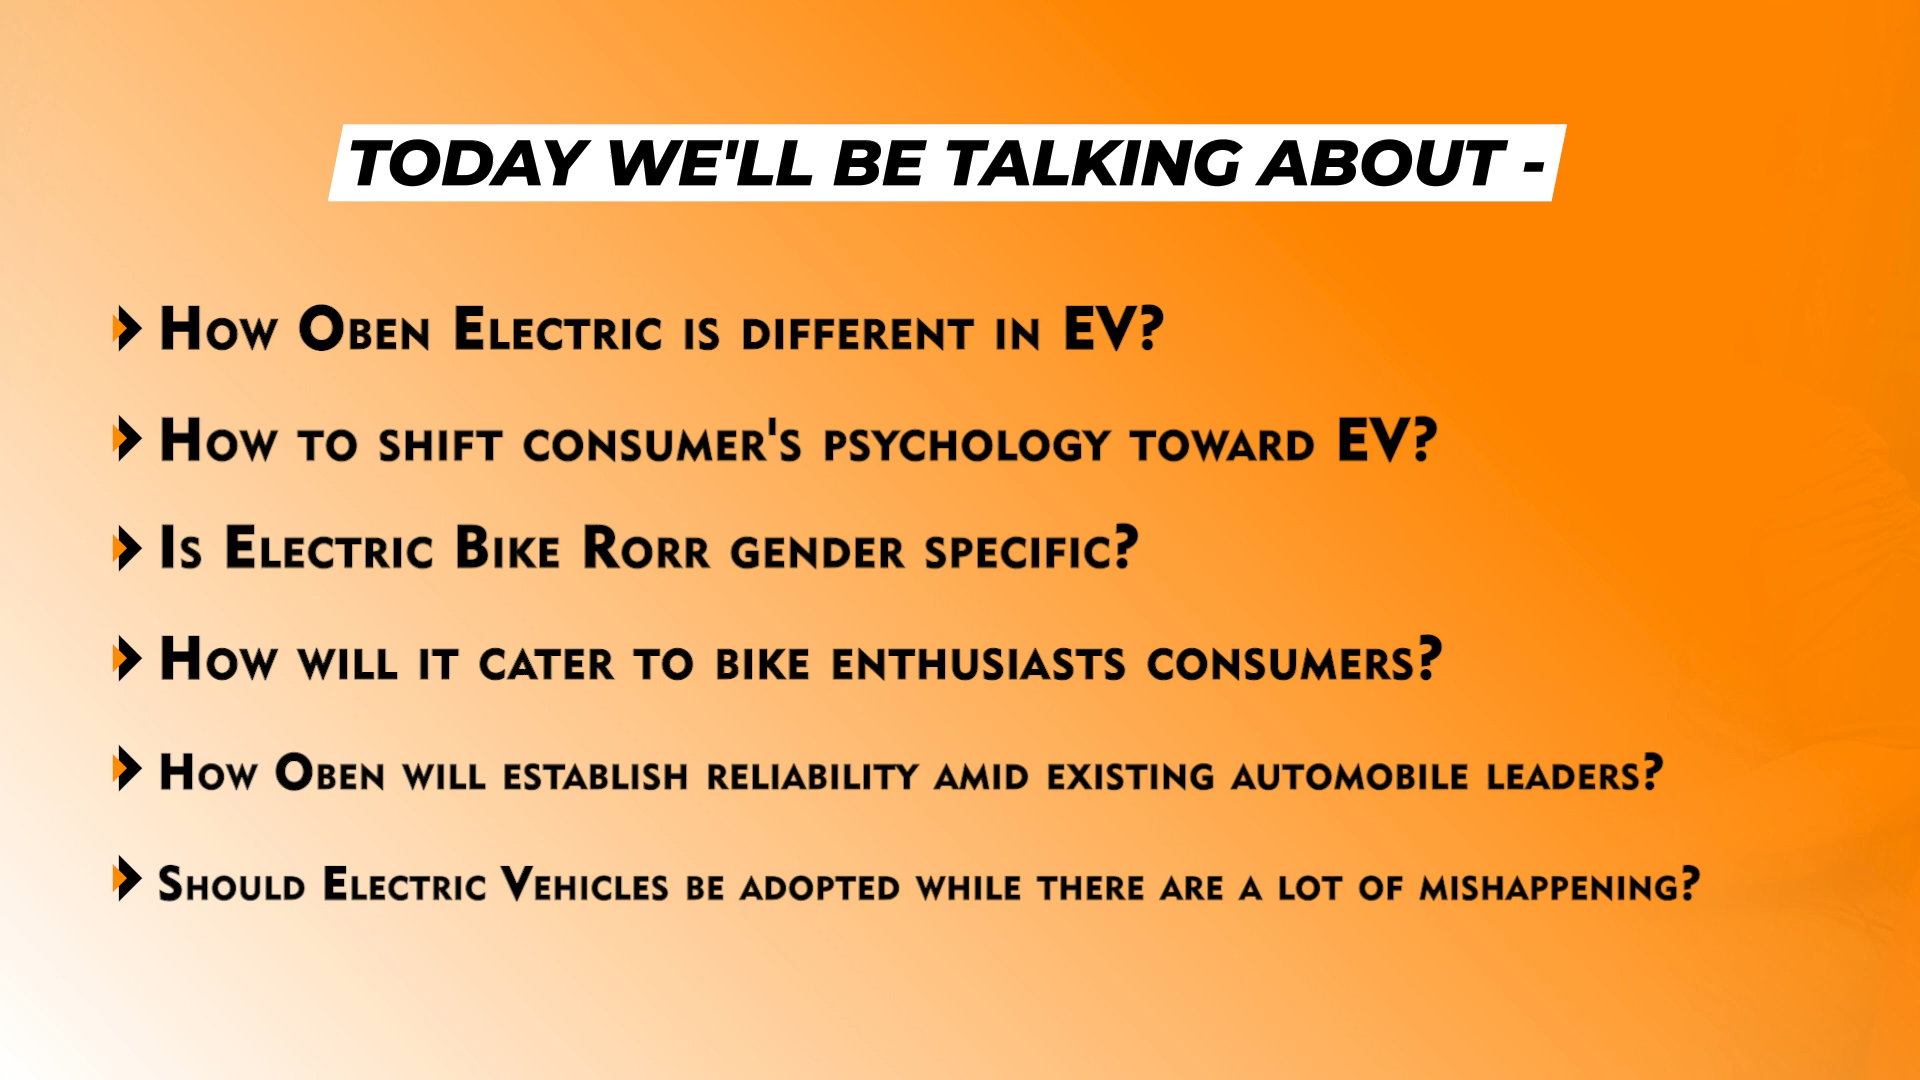 TODAY WE'LL BE TALKING ABOUT -
How Oben Electric is different in EV?
How to shift consumer's psychology toward EV?
Is Electric Bike Rorr gender specific?
How will it cater to bike enthusiasts consumers?
How Oben will establish reliability amid existing automobile leaders?
Should Electric Vehicles be adopted while there are a lot of mishappening?